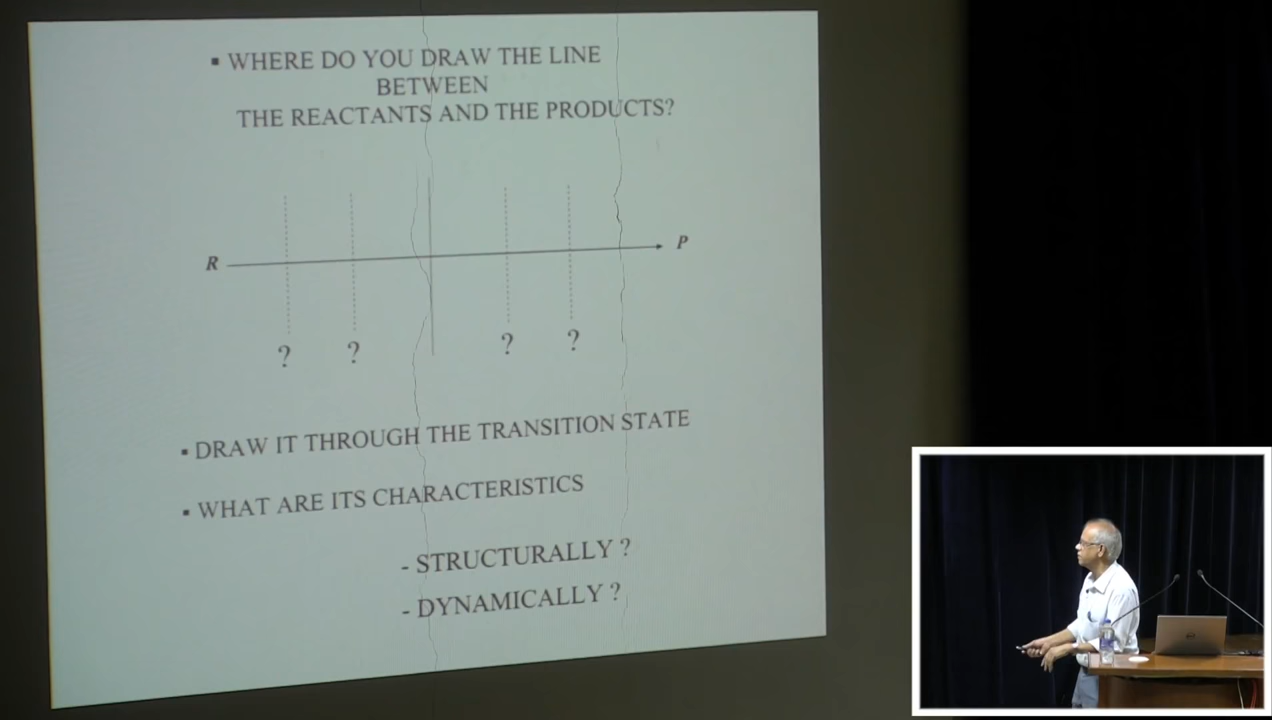 ▪ WHERE DO YOU DRAW THE LINE
BETWEEN
THE REACTANTS AND THE PRODUCTS?
R P
? ? ? ?
▪ DRAW IT THROUGH THE TRANSITION STATE
▪ WHAT ARE ITS CHARACTERISTICS
- STRUCTURALLY ?
- DYNAMICALLY ?